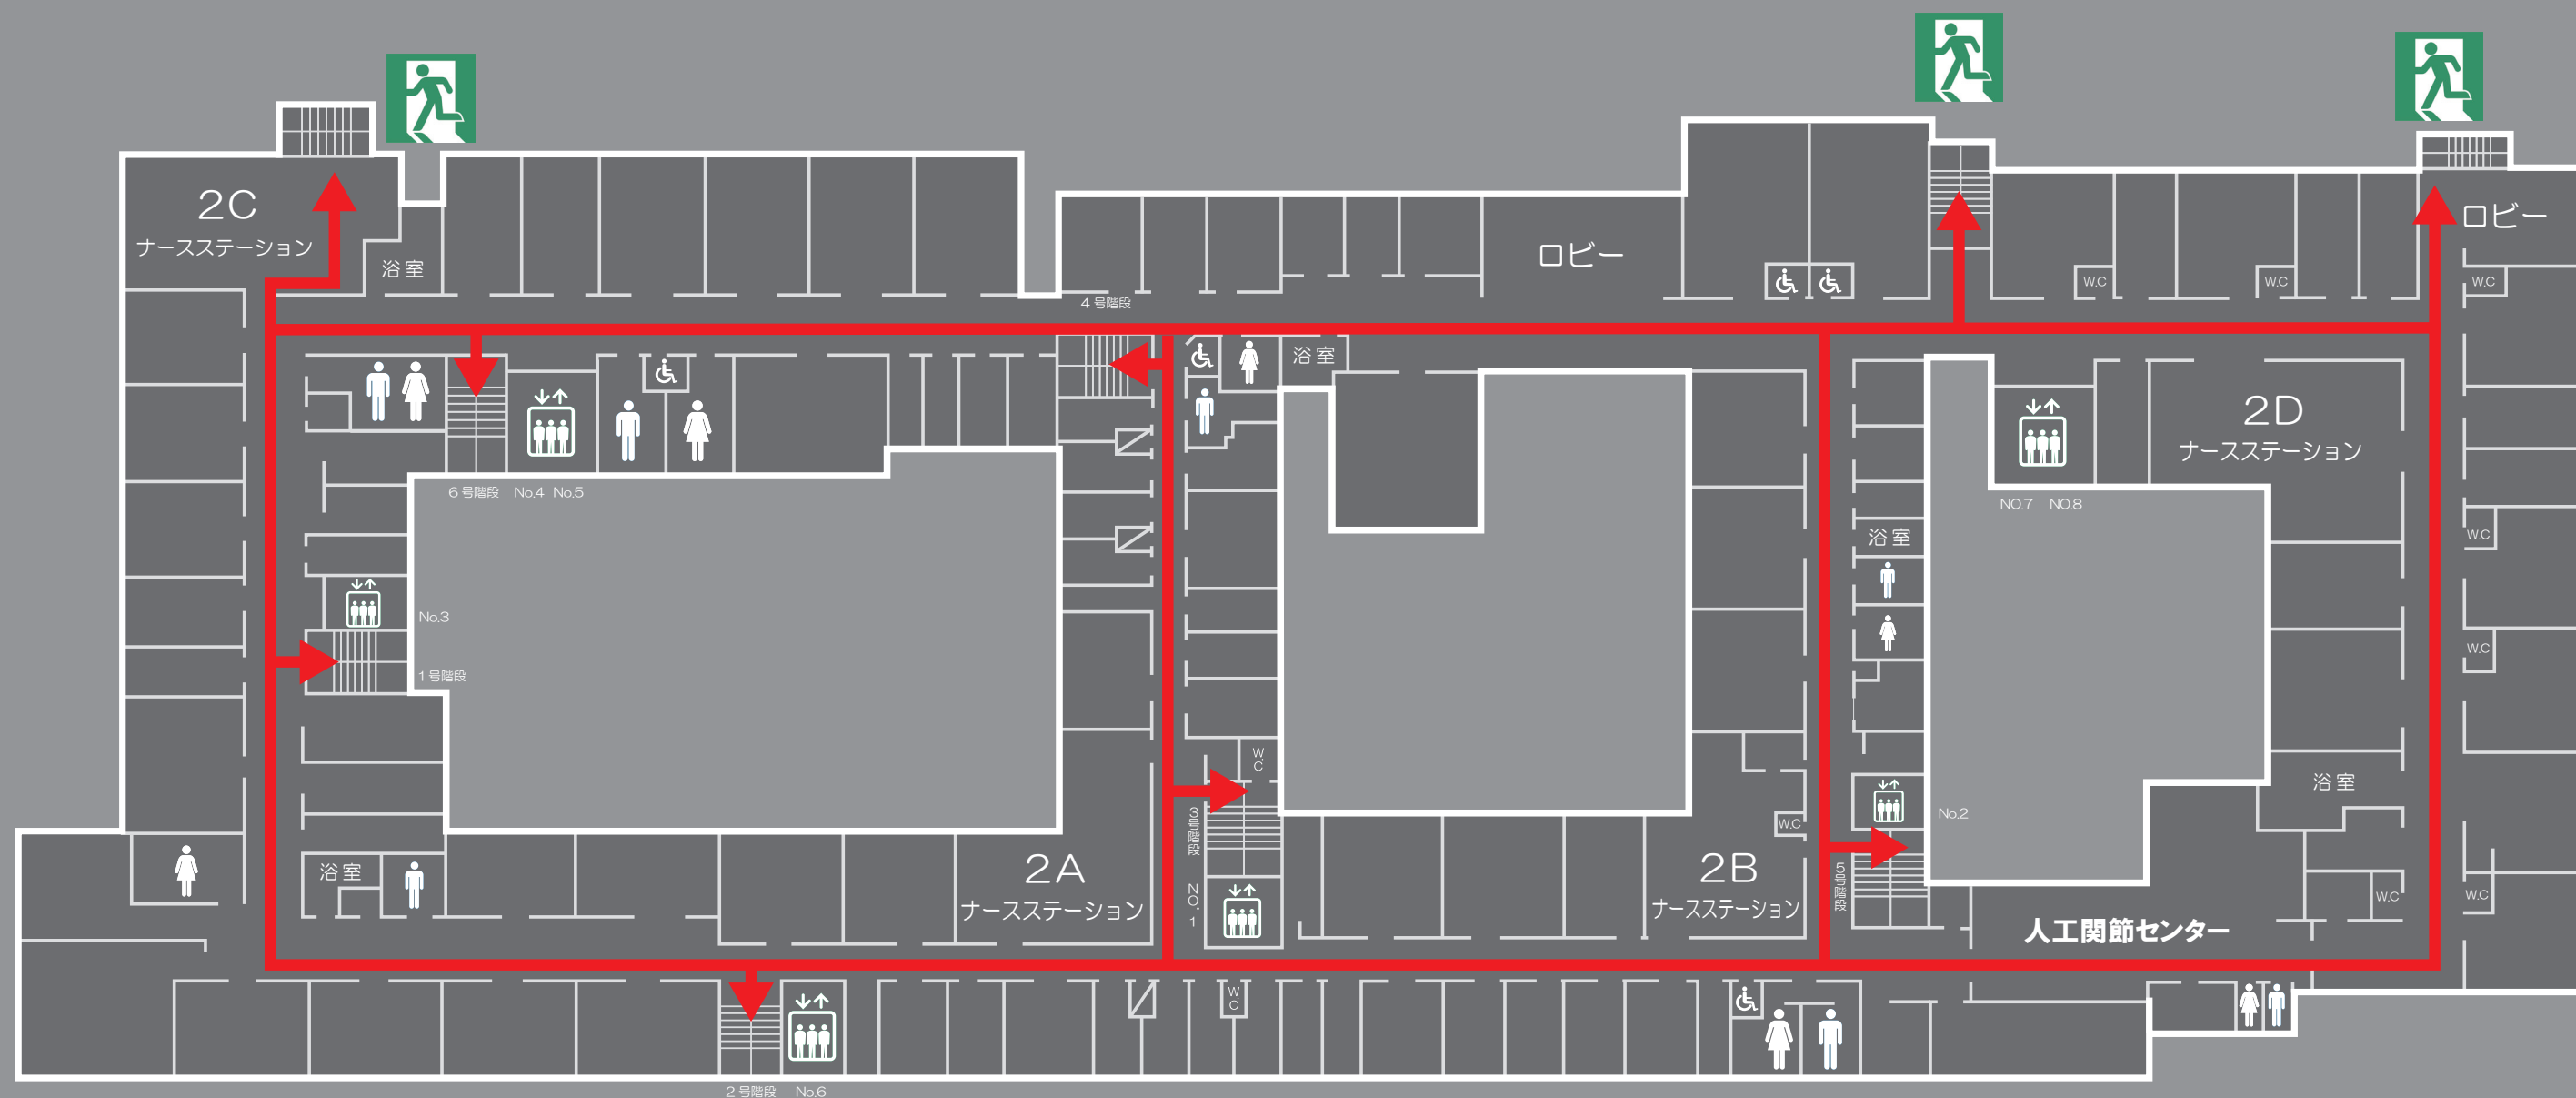 2C
ナースステーション
浴室
4号階段
ロビー
W.C
W.C
ロビー
W.C
浴室
6号階段 No.4 No.5
No.3
1号階段
浴室
2A
ナースステーション
W.C
3号階段
NO.1
2B
ナースステーション
W.C
浴室
No.2
5号階段
2D
ナースステーション
NO.7 NO.8
浴室
W.C
人工関節センター
W.C
W.C
W.C
W.C
2号階段 No.6